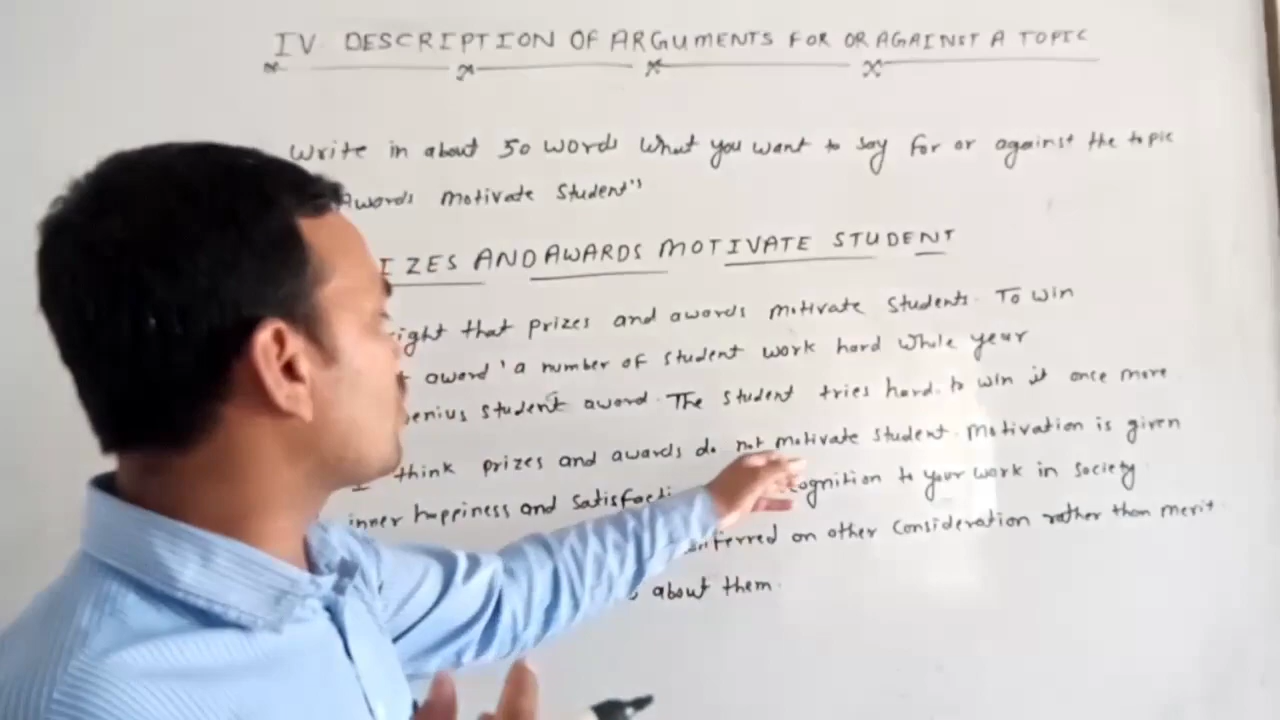 IV. DESCRIPTION OF ARGUMENTS FOR OR AGAINST A TOPIC
Write in about 50 words What you want to say for or against the topic
Awards motivate Student"
IZES AND AWARDS MOTIVATE STUDENT
right that prizes and awards motivate Students. To win
award' a number of student work hard While year
enius student award. The student tries hard. to win it once more
I think prizes and awards do not motivate student. Motivation is given
inner happiness and Satisfacti ognition to your work in society
nferred on other Consideration rather than merit.
about them.